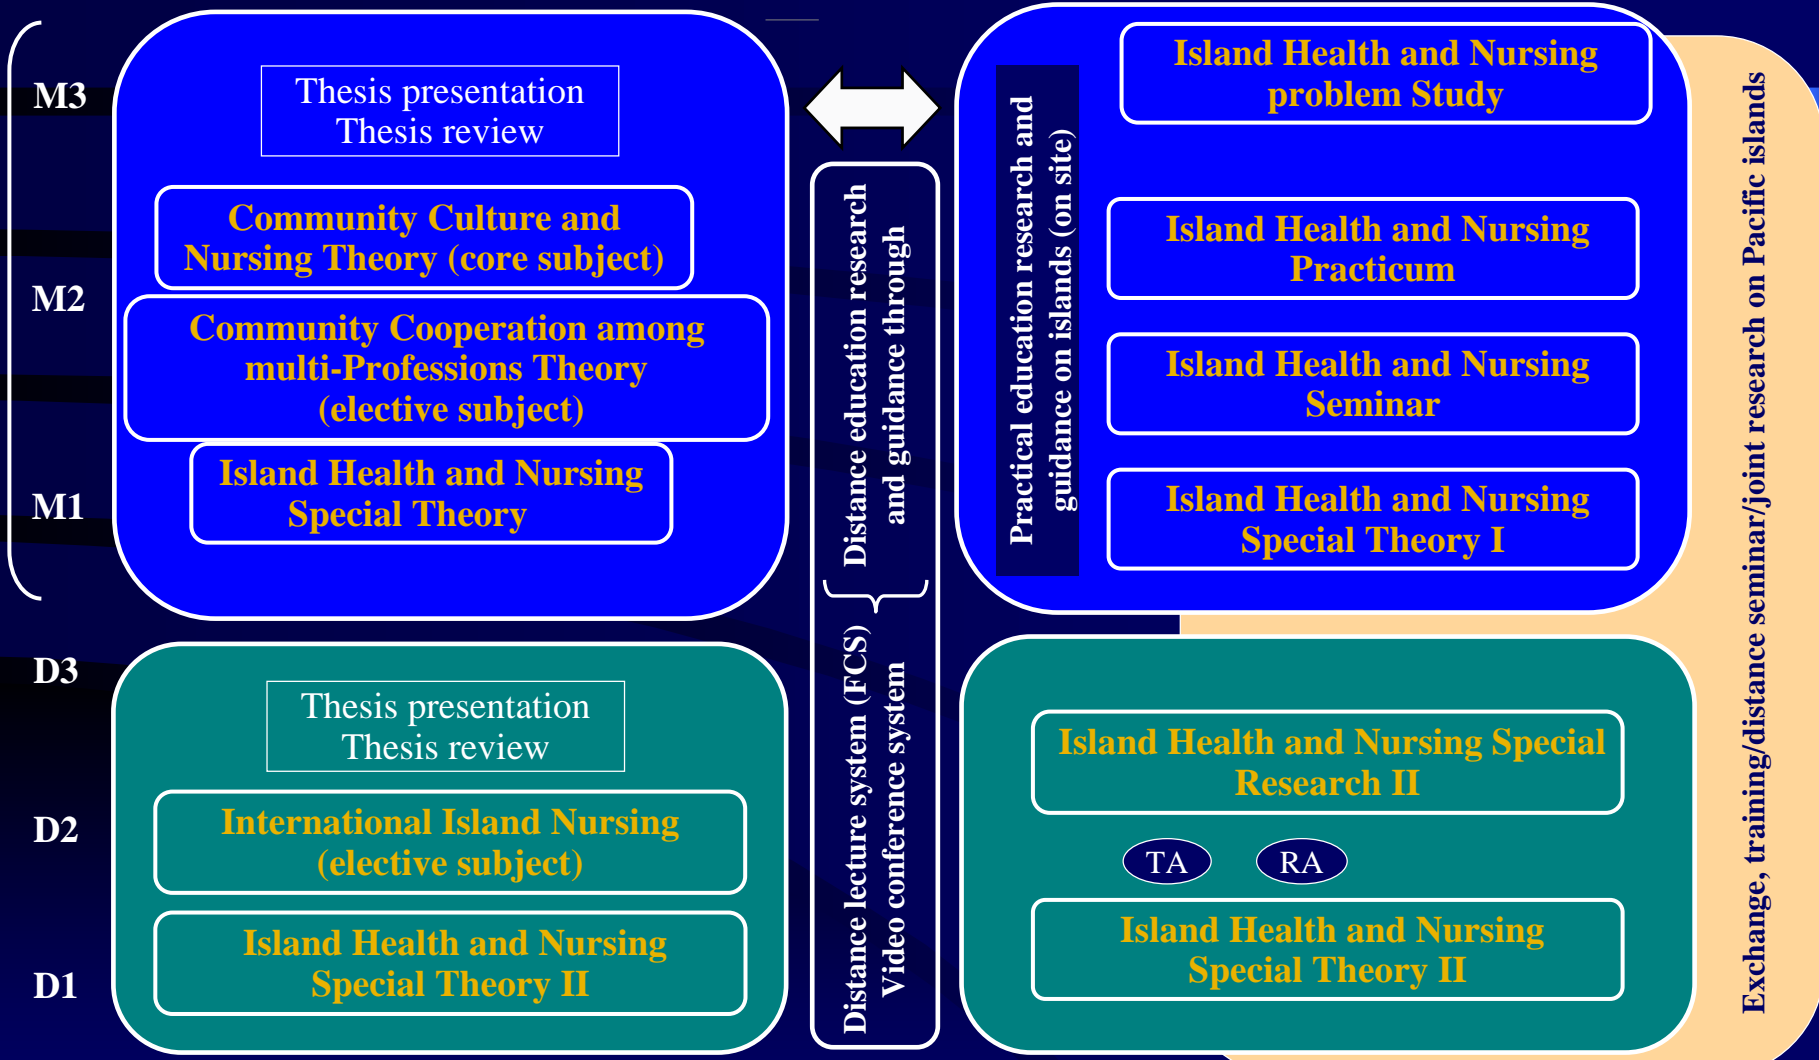 M3
M2
M1
D3
D2
D1
Thesis presentation
Thesis review
Community Culture and
Nursing Theory (core subject)
Community Cooperation among
multi-Professions Theory
(elective subject)
Island Health and Nursing
Special Theory
Thesis presentation
Thesis review
International Island Nursing
(elective subject)
Island Health and Nursing
Special Theory II
Distance education research
and guidance through
Distance lecture system (FCS)
Video conference system
Practical education research and
guidance on islands (on site)
Island Health and Nursing
problem Study
Island Health and Nursing
Practicum
Island Health and Nursing
Seminar
Island Health and Nursing
Special Theory I
Island Health and Nursing Special
Research II
TA
RA
Island Health and Nursing
Special Theory II
Exchange, training/distance seminar/joint research on Pacific islands